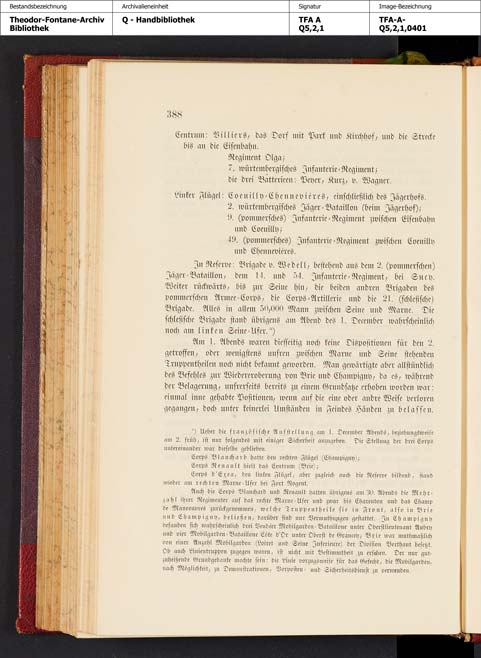 Bestandsbezeichnung
Archivalieneinheit
Signatur
Image-Bezeichnung
Theodor-Fontane-Archiv
Bibliothek
Q - Handbibliothek
TFA A
Q5,2,1
TFA-A-
Q5,2,1,0401
388
Centrum: Villiers, das Dorf mit Park und Kirchhof, und die Strecke
bis an die Eisenbahn.
Regiment Olga;
7. würtembergisches Infanterie-Regiment;
die drei Batterieen: Beyer, Kurz, v. Wagner.
Linker Flügel: Coeuilly-Chennevières, einschließlich des Jägerhofs.
2. würtembergisches Jäger-Bataillon (beim Jägerhof);
9. (pommersches) Infanterie-Regiment zwischen Eisenbahn
und Coeuilly;
49. (pommersches) Infanterie-Regiment zwischen Coeuilly
und Chennevières.
In Reserve: Brigade v. Wedell, bestehend aus dem 2. (pommerschen)
Jäger-Bataillon, dem 14. und 54. Infanterie-Regiment, bei Sucy.
Weiter rückwärts, bis zur Seine hin, die beiden andren Brigaden des
pommerschen Armee-Corps, die Corps-Artillerie und die 21. (schlesische)
Brigade. Alles in allem 50,000 Mann zwischen Seine und Marne. Die
schlesische Brigade stand übrigens am Abend des 1. December wahrscheinlich
noch am linken Seine-Ufer.*)
Am 1. Abends waren diesseitig noch keine Dispositionen für den 2.
getroffen, oder wenigstens unsren zwischen Marne und Seine stehenden
Truppentheilen noch nicht bekannt geworden. Man gewärtigte aber allstündlich
des Befehles zur Wiedereroberung von Brie und Champigny, da es, während
der Belagerung, unsrerseits bereits zu einem Grundsatze erhoben worden war:
einmal inne gehabte Positionen, wenn auf die eine oder andre Weise verloren
gegangen, doch unter keinerlei Umständen in Feindes Händen zu belassen.
*) Ueber die französische Aufstellung am 1. December Abends, beziehungsweise
am 2. früh, ist nur folgendes mit einiger Sicherheit anzugeben. Die Stellung der drei Corps
untereinander war dieselbe geblieben.
Corps Blanchard hatte den rechten Flügel (Champigny);
Corps Renault hielt das Centrum (Brie);
Corps d'Exea, den linken Flügel, aber zugleich auch die Reserve bildend, stand
wieder am rechten Marne-Ufer bei Fort Nogent.
Auch die Corps Blanchard und Renault hatten übrigens am 30. Abends die Mehr-
zahl ihrer Regimenter auf das rechte Marne-Ufer und zwar bis Charenton und das Champ
de Manoeuvres zurückgenommen, welche Truppentheile sie in Front, also in Brie
und Champigny, beließen, darüber sind nur Vermuthungen gestattet. In Champigny
befanden sich wahrscheinlich drei Vendéer Mobilgarden-Bataillone unter Oberstlieutenant Aubry
und vier Mobilgarden-Bataillone Côte d'Or unter Oberst de Grancey; Brie war muthmaßlich
von einer Anzahl Mobilgarden (Loiret und Seine Inferieure) der Division Berthaut besetzt.
Ob auch Linientruppen zugegen waren, ist nicht mit Bestimmtheit zu ersehen. Der nur gut-
zuheißende Grundgedanke mochte sein: die Linie vorzugsweise für das Gefecht, die Mobilgarden,
nach Möglichkeit, zu Demonstrationen, Vorposten- und Sicherheitsdienst zu verwenden.